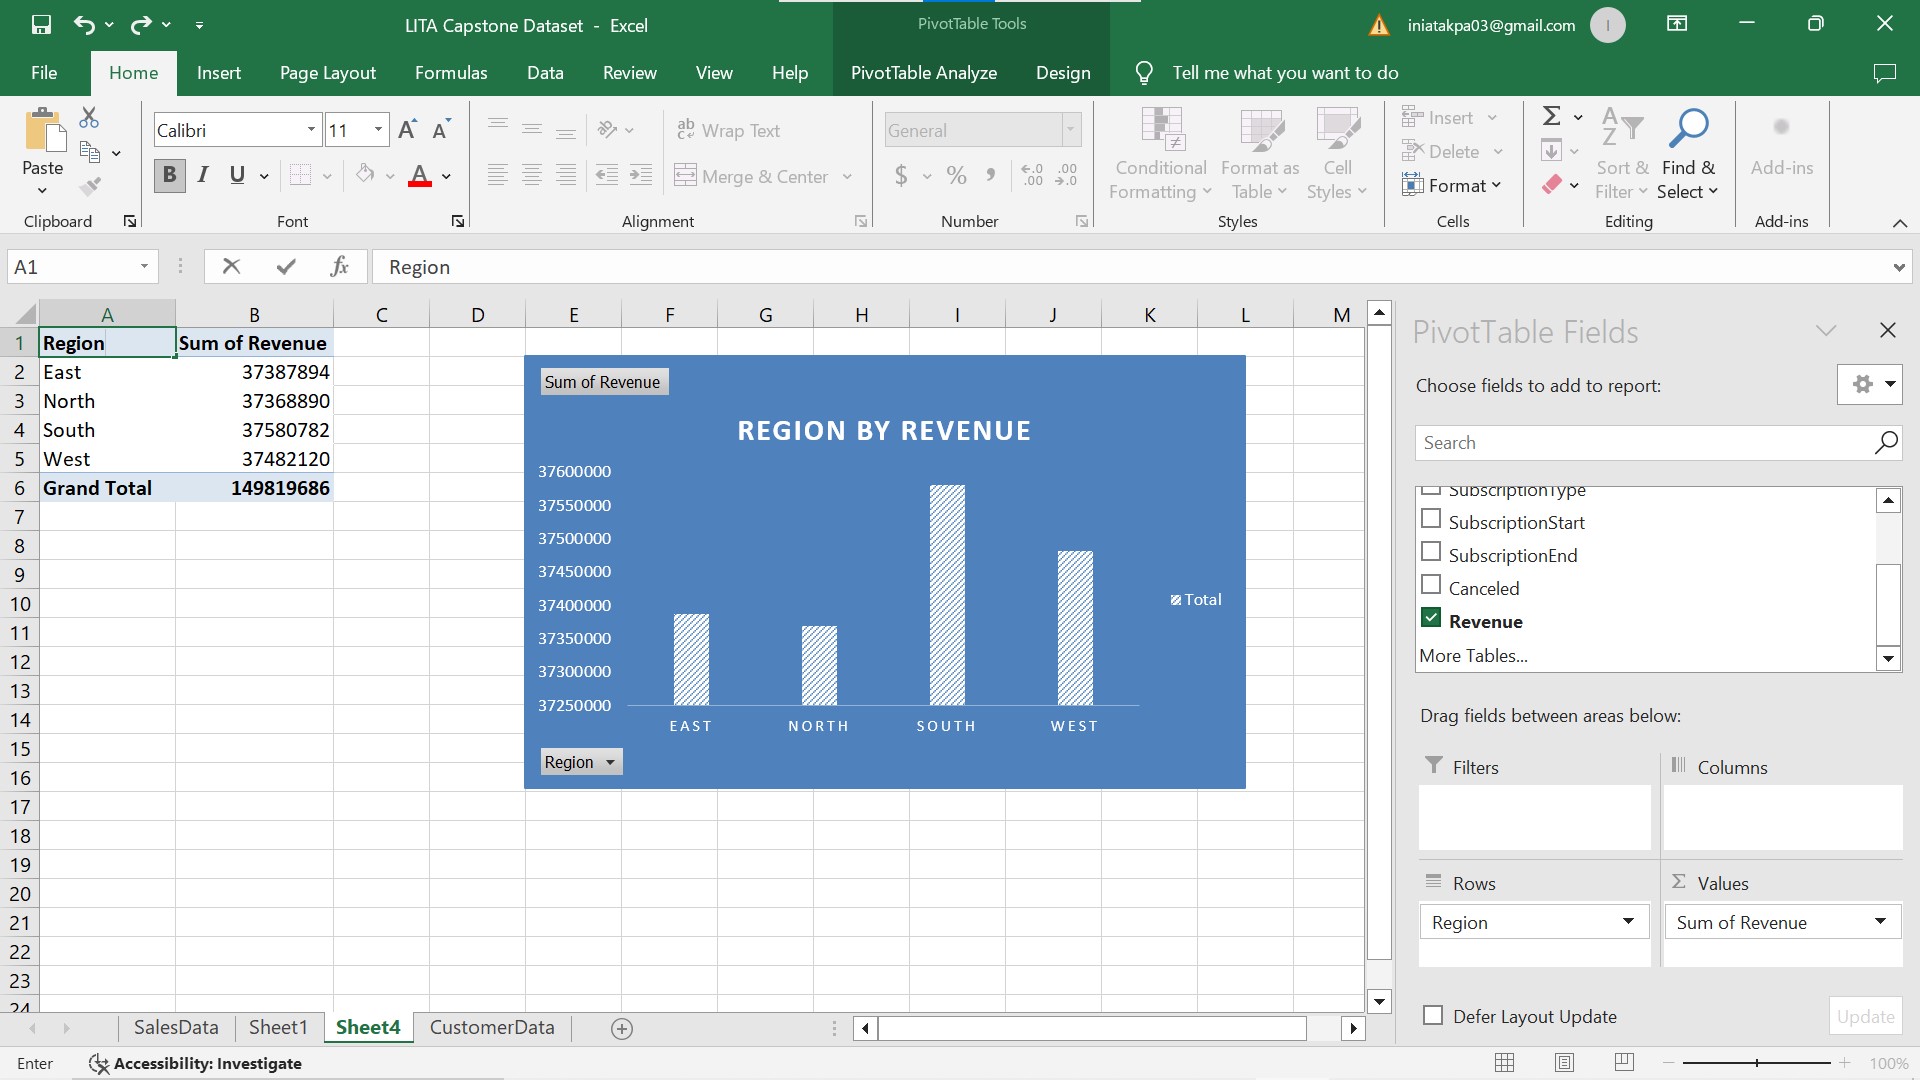 LITA Capstone Dataset - Excel
PivotTable Tools
iniatakpa03@gmail.com
I
File Home Insert Page Layout Formulas Data Review View Help PivotTable Analyze Design Tell me what you want to do
Paste
Clipboard
Calibri 11
B I U A
Font
Wrap Text
Merge & Center
Alignment
General
$ % ,
Number
Conditional Formatting
Format as Table
Cell Styles
Styles
Insert
Delete
Format
Cells
Sort & Filter
Find & Select
Editing
Add-ins
Add-ins
A1 fx Region
A B C D E F G H I J K L M
1 Region Sum of Revenue
2 East 37387894
3 North 37368890
4 South 37580782
5 West 37482120
6 Grand Total 149819686
7
8
9
10
11
12
13
14
15
16
17
18
19
20
21
22
23
24
Sum of Revenue
REGION BY REVENUE
37600000
37550000
37500000
37450000
37400000
37350000
37300000
37250000
EAST NORTH SOUTH WEST
Total
Region
PivotTable Fields
Choose fields to add to report:
Search
SubscriptionType
SubscriptionStart
SubscriptionEnd
Canceled
Revenue
More Tables...
Drag fields between areas below:
Filters
Columns
Rows
Σ Values
Region
Sum of Revenue
Defer Layout Update
Update
SalesData Sheet1 Sheet4 CustomerData
Enter Accessibility: Investigate
100%